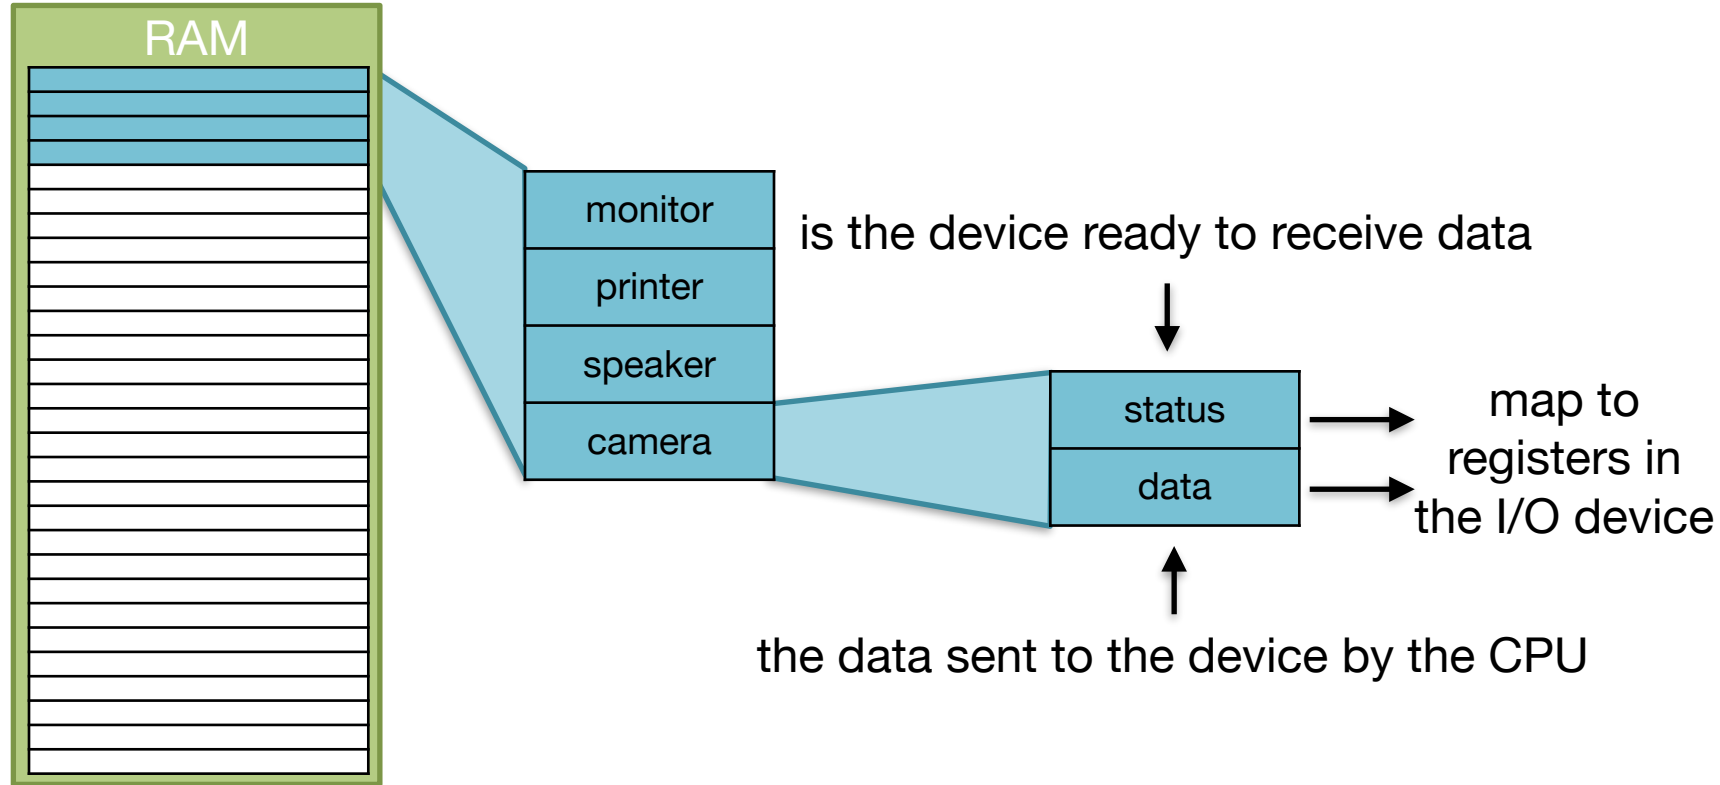 RAM
monitor
printer
speaker
camera
is the device ready to receive data
status
data
map to
registers in
the I/O device
the data sent to the device by the CPU